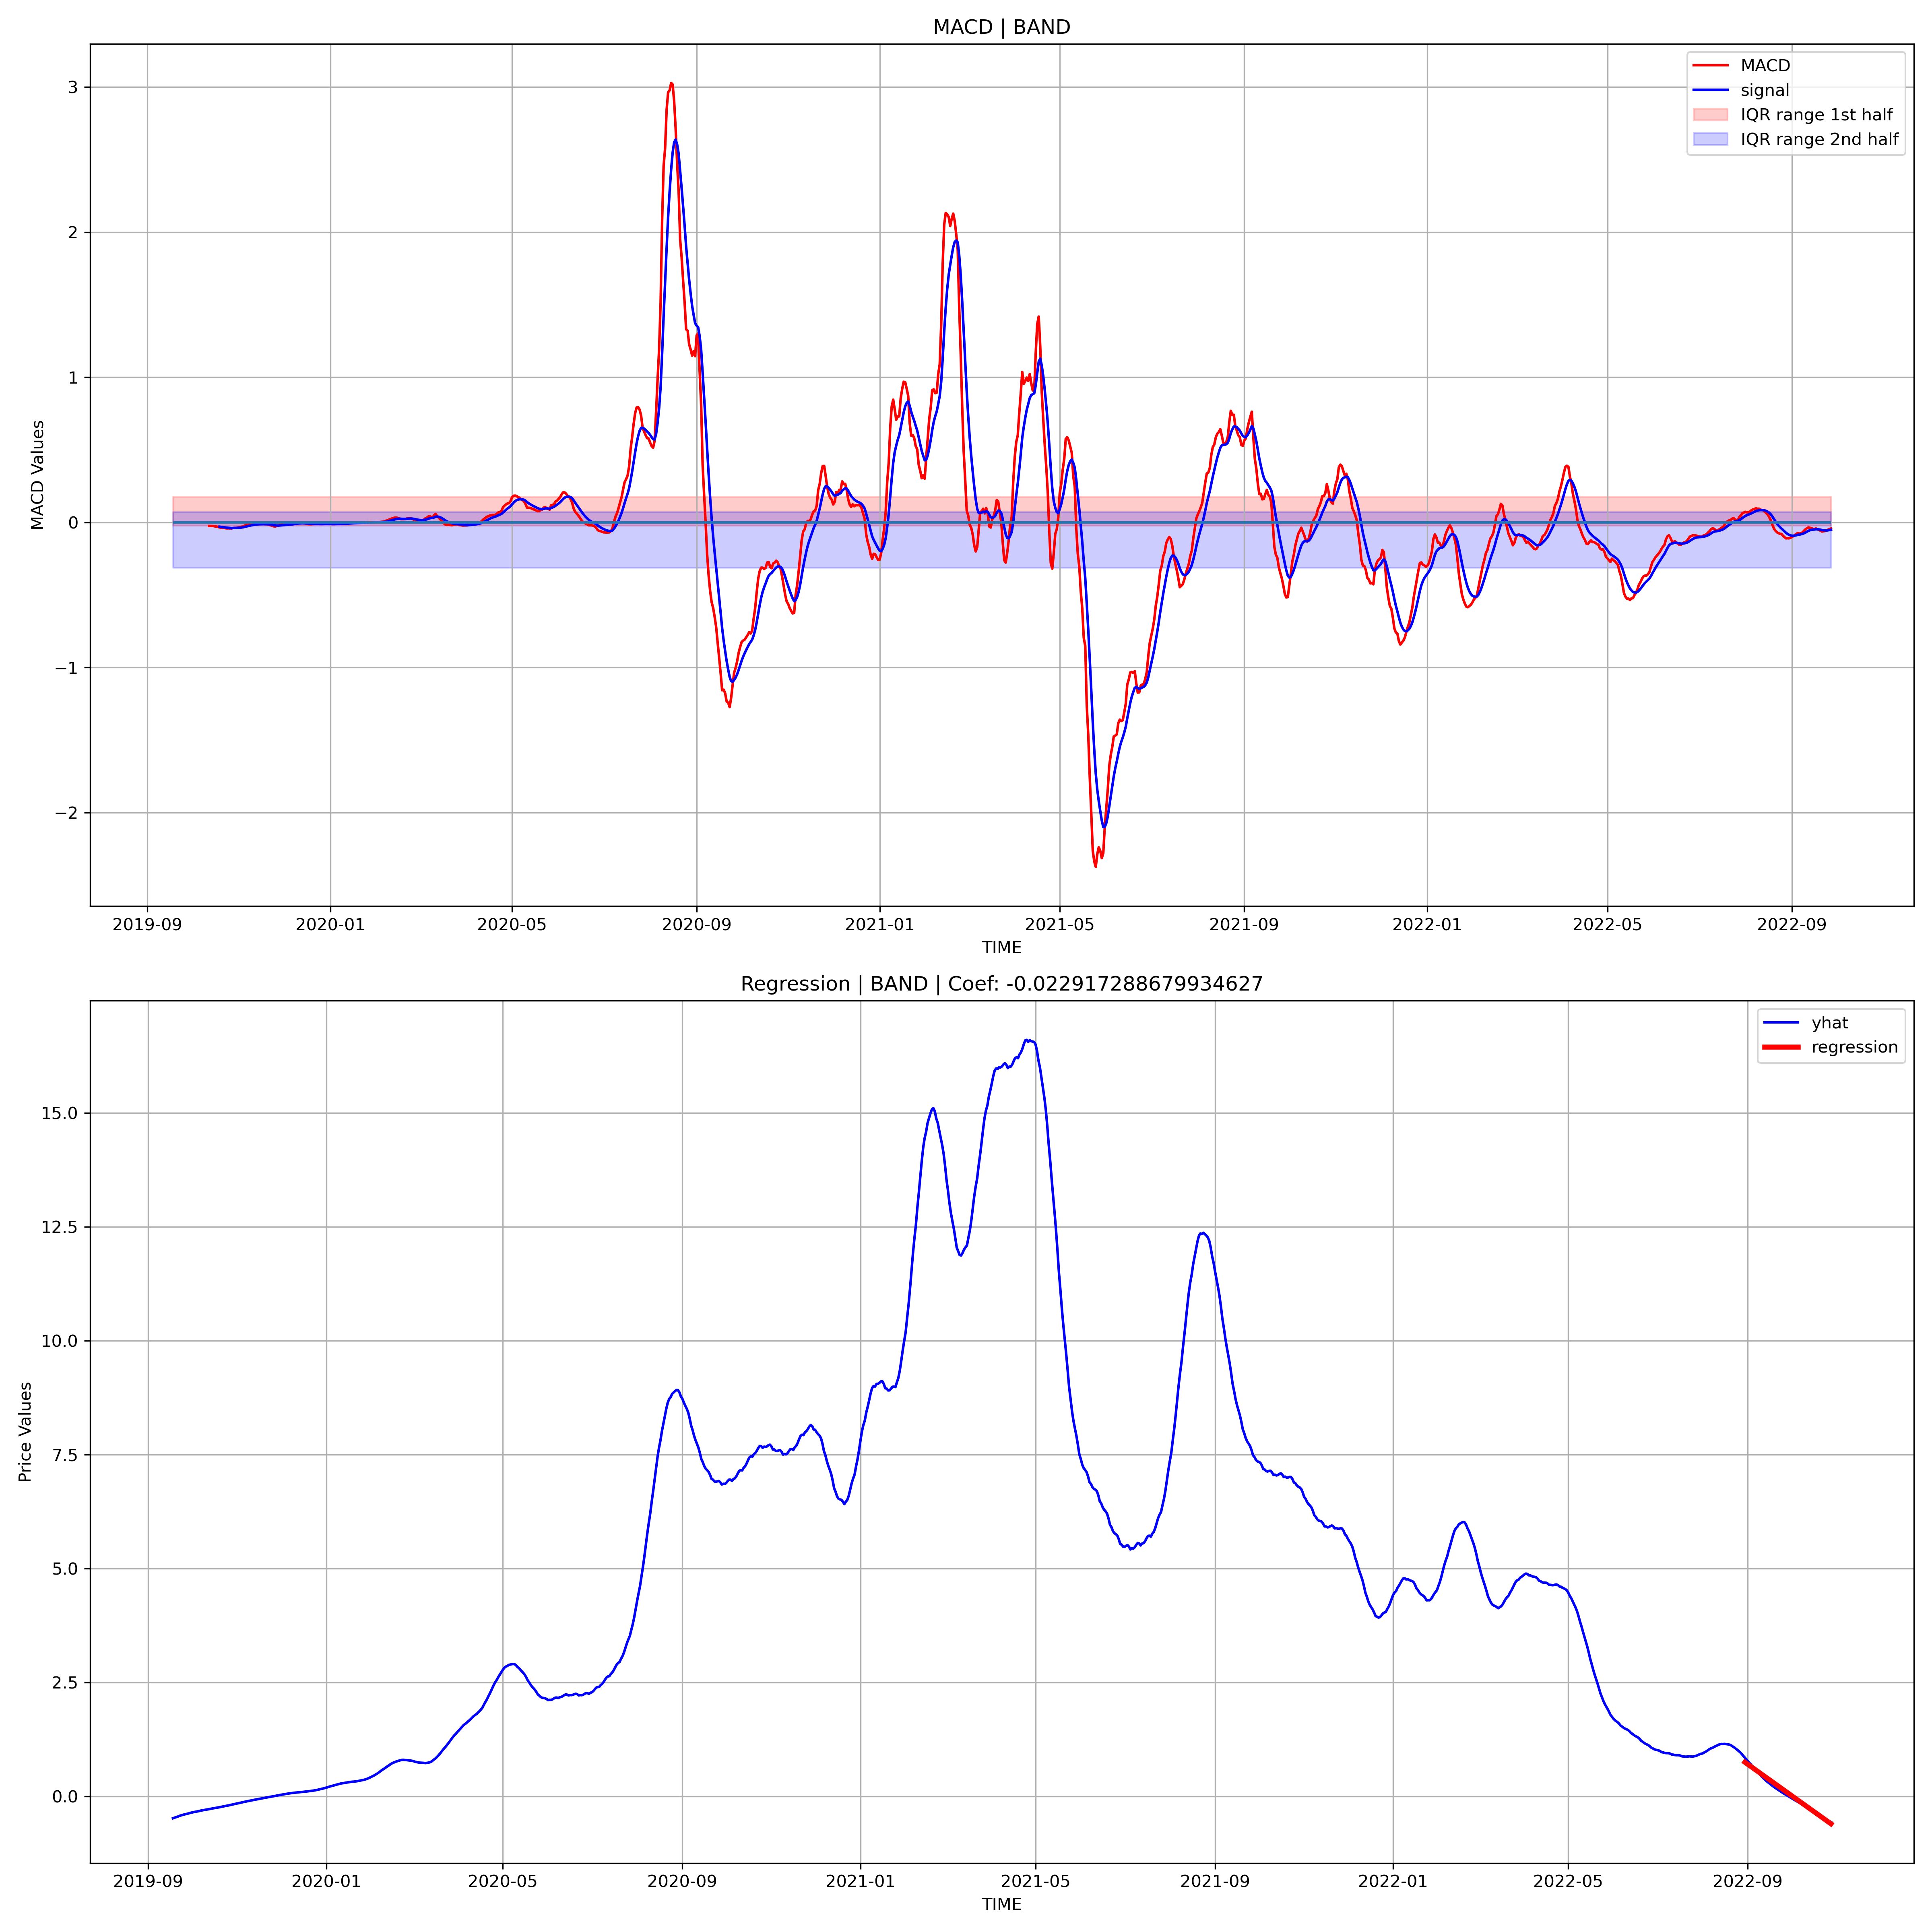 MACD | BAND
MACD
signal
IQR range 1st half
IQR range 2nd half
MACD Values
3
2
1
0
−1
−2
2019-09 2020-01 2020-05 2020-09 2021-01 2021-05 2021-09 2022-01 2022-05 2022-09
TIME
Regression | BAND | Coef: -0.022917288679934627
yhat
regression
Price Values
15.0
12.5
10.0
7.5
5.0
2.5
0.0
2019-09 2020-01 2020-05 2020-09 2021-01 2021-05 2021-09 2022-01 2022-05 2022-09
TIME